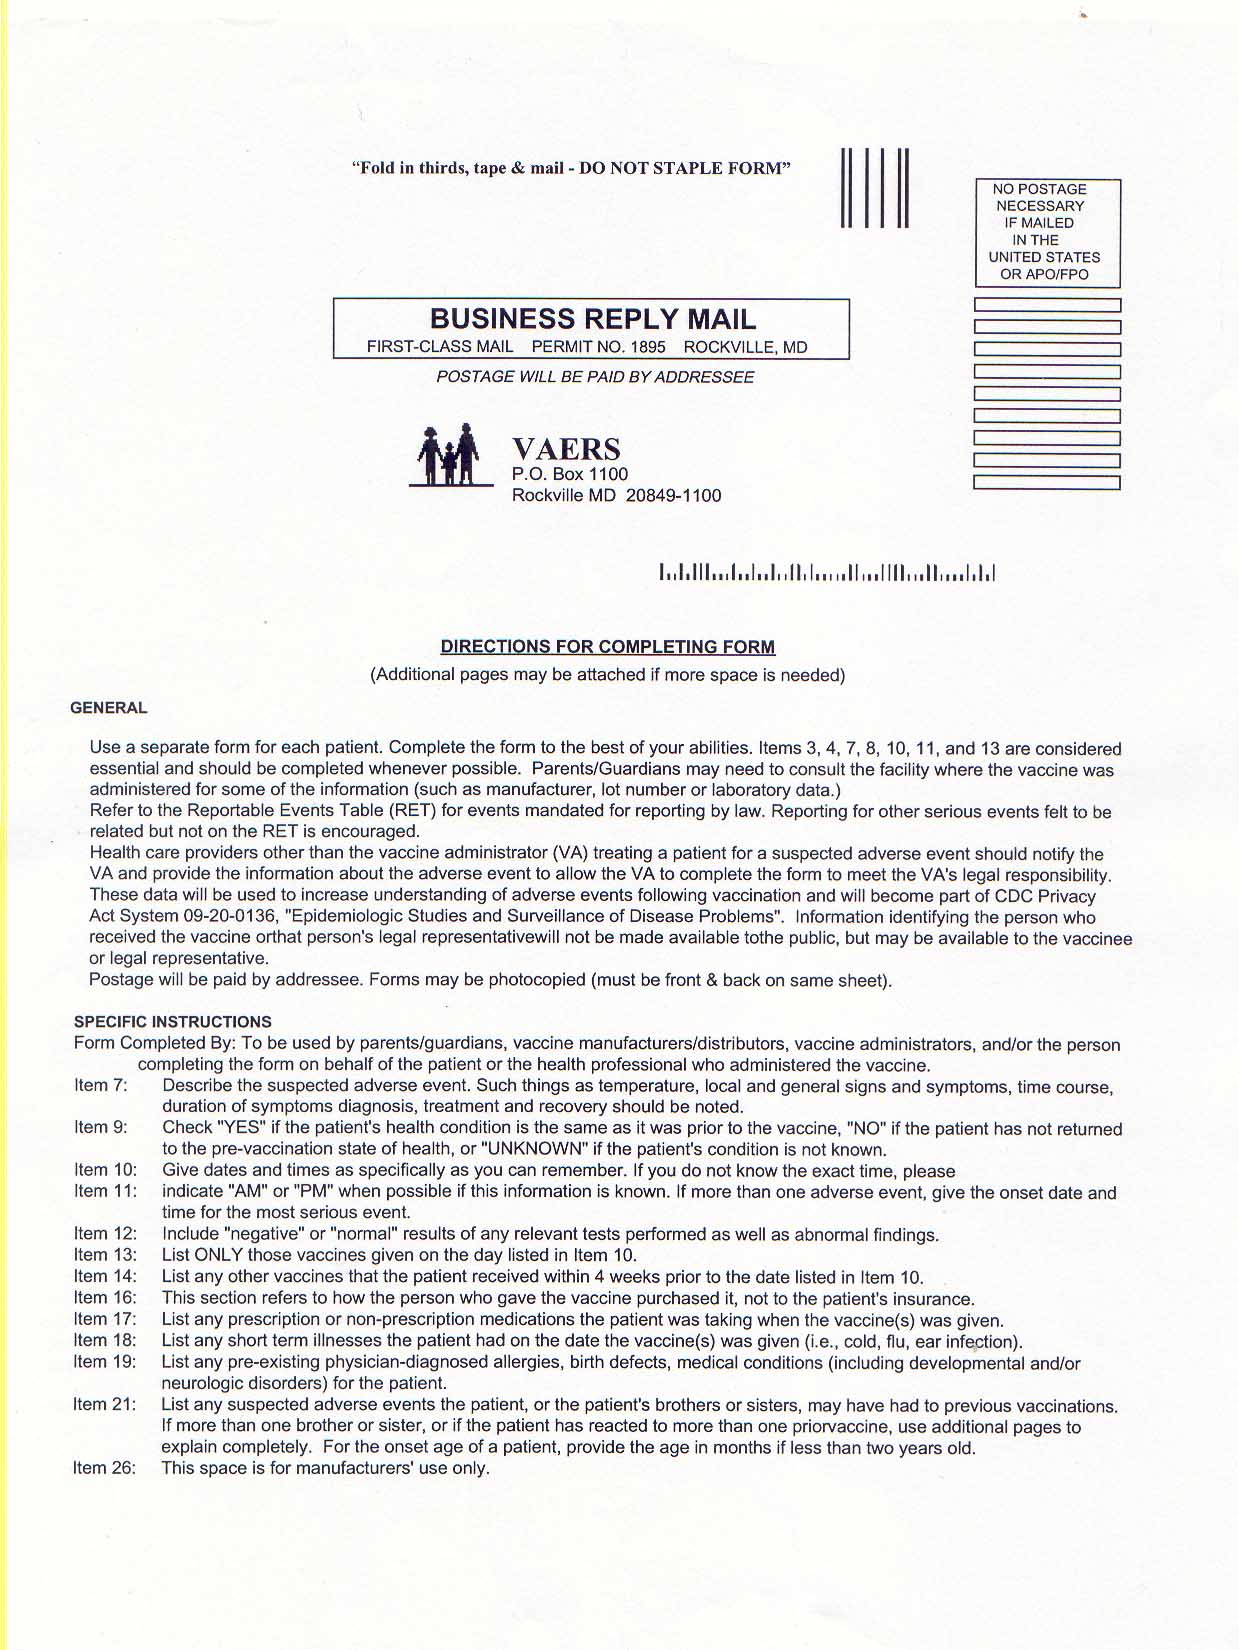 “Fold in thirds, tape & mail - DO NOT STAPLE FORM”
NO POSTAGE
NECESSARY
IF MAILED
IN THE
UNITED STATES
OR APO/FPO
BUSINESS REPLY MAIL
FIRST-CLASS MAIL PERMIT NO. 1895 ROCKVILLE, MD
POSTAGE WILL BE PAID BY ADDRESSEE
VAERS
P.O. Box 1100
Rockville MD 20849-1100
DIRECTIONS FOR COMPLETING FORM
(Additional pages may be attached if more space is needed)
GENERAL
Use a separate form for each patient. Complete the form to the best of your abilities. Items 3, 4, 7, 8, 10, 11, and 13 are considered
essential and should be completed whenever possible. Parents/Guardians may need to consult the facility where the vaccine was
administered for some of the information (such as manufacturer, lot number or laboratory data.)
Refer to the Reportable Events Table (RET) for events mandated for reporting by law. Reporting for other serious events felt to be
related but not on the RET is encouraged.
Health care providers other than the vaccine administrator (VA) treating a patient for a suspected adverse event should notify the
VA and provide the information about the adverse event to allow the VA to complete the form to meet the VA's legal responsibility.
These data will be used to increase understanding of adverse events following vaccination and will become part of CDC Privacy
Act System 09-20-0136, "Epidemiologic Studies and Surveillance of Disease Problems". Information identifying the person who
received the vaccine orthat person's legal representativewill not be made available tothe public, but may be available to the vaccinee
or legal representative.
Postage will be paid by addressee. Forms may be photocopied (must be front & back on same sheet).
SPECIFIC INSTRUCTIONS
Form Completed By: To be used by parents/guardians, vaccine manufacturers/distributors, vaccine administrators, and/or the person
completing the form on behalf of the patient or the health professional who administered the vaccine.
Item 7: Describe the suspected adverse event. Such things as temperature, local and general signs and symptoms, time course,
duration of symptoms diagnosis, treatment and recovery should be noted.
Item 9: Check "YES" if the patient's health condition is the same as it was prior to the vaccine, "NO" if the patient has not returned
to the pre-vaccination state of health, or "UNKNOWN" if the patient's condition is not known.
Item 10: Give dates and times as specifically as you can remember. If you do not know the exact time, please
Item 11: indicate "AM" or "PM" when possible if this information is known. If more than one adverse event, give the onset date and
time for the most serious event.
Item 12: Include "negative" or "normal" results of any relevant tests performed as well as abnormal findings.
Item 13: List ONLY those vaccines given on the day listed in Item 10.
Item 14: List any other vaccines that the patient received within 4 weeks prior to the date listed in Item 10.
Item 16: This section refers to how the person who gave the vaccine purchased it, not to the patient's insurance.
Item 17: List any prescription or non-prescription medications the patient was taking when the vaccine(s) was given.
Item 18: List any short term illnesses the patient had on the date the vaccine(s) was given (i.e., cold, flu, ear infection).
Item 19: List any pre-existing physician-diagnosed allergies, birth defects, medical conditions (including developmental and/or
neurologic disorders) for the patient.
Item 21: List any suspected adverse events the patient, or the patient's brothers or sisters, may have had to previous vaccinations.
If more than one brother or sister, or if the patient has reacted to more than one priorvaccine, use additional pages to
explain completely. For the onset age of a patient, provide the age in months if less than two years old.
Item 26: This space is for manufacturers' use only.